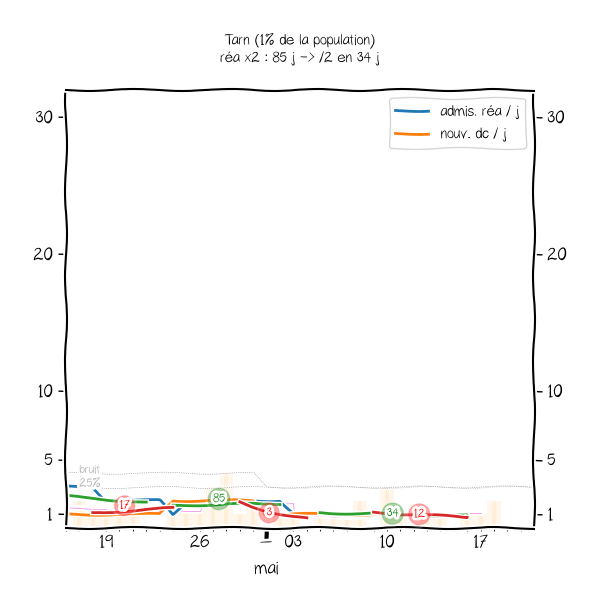 Tarn (1% de la population)
réa x2 : 85 j -> /2 en 34 j
admis. réa / j
nouv. dc / j
30 30
20 20
10 10
5 5
bruit
25%
1 1
17 85 3 34 12
19 26 03 10 17
mai